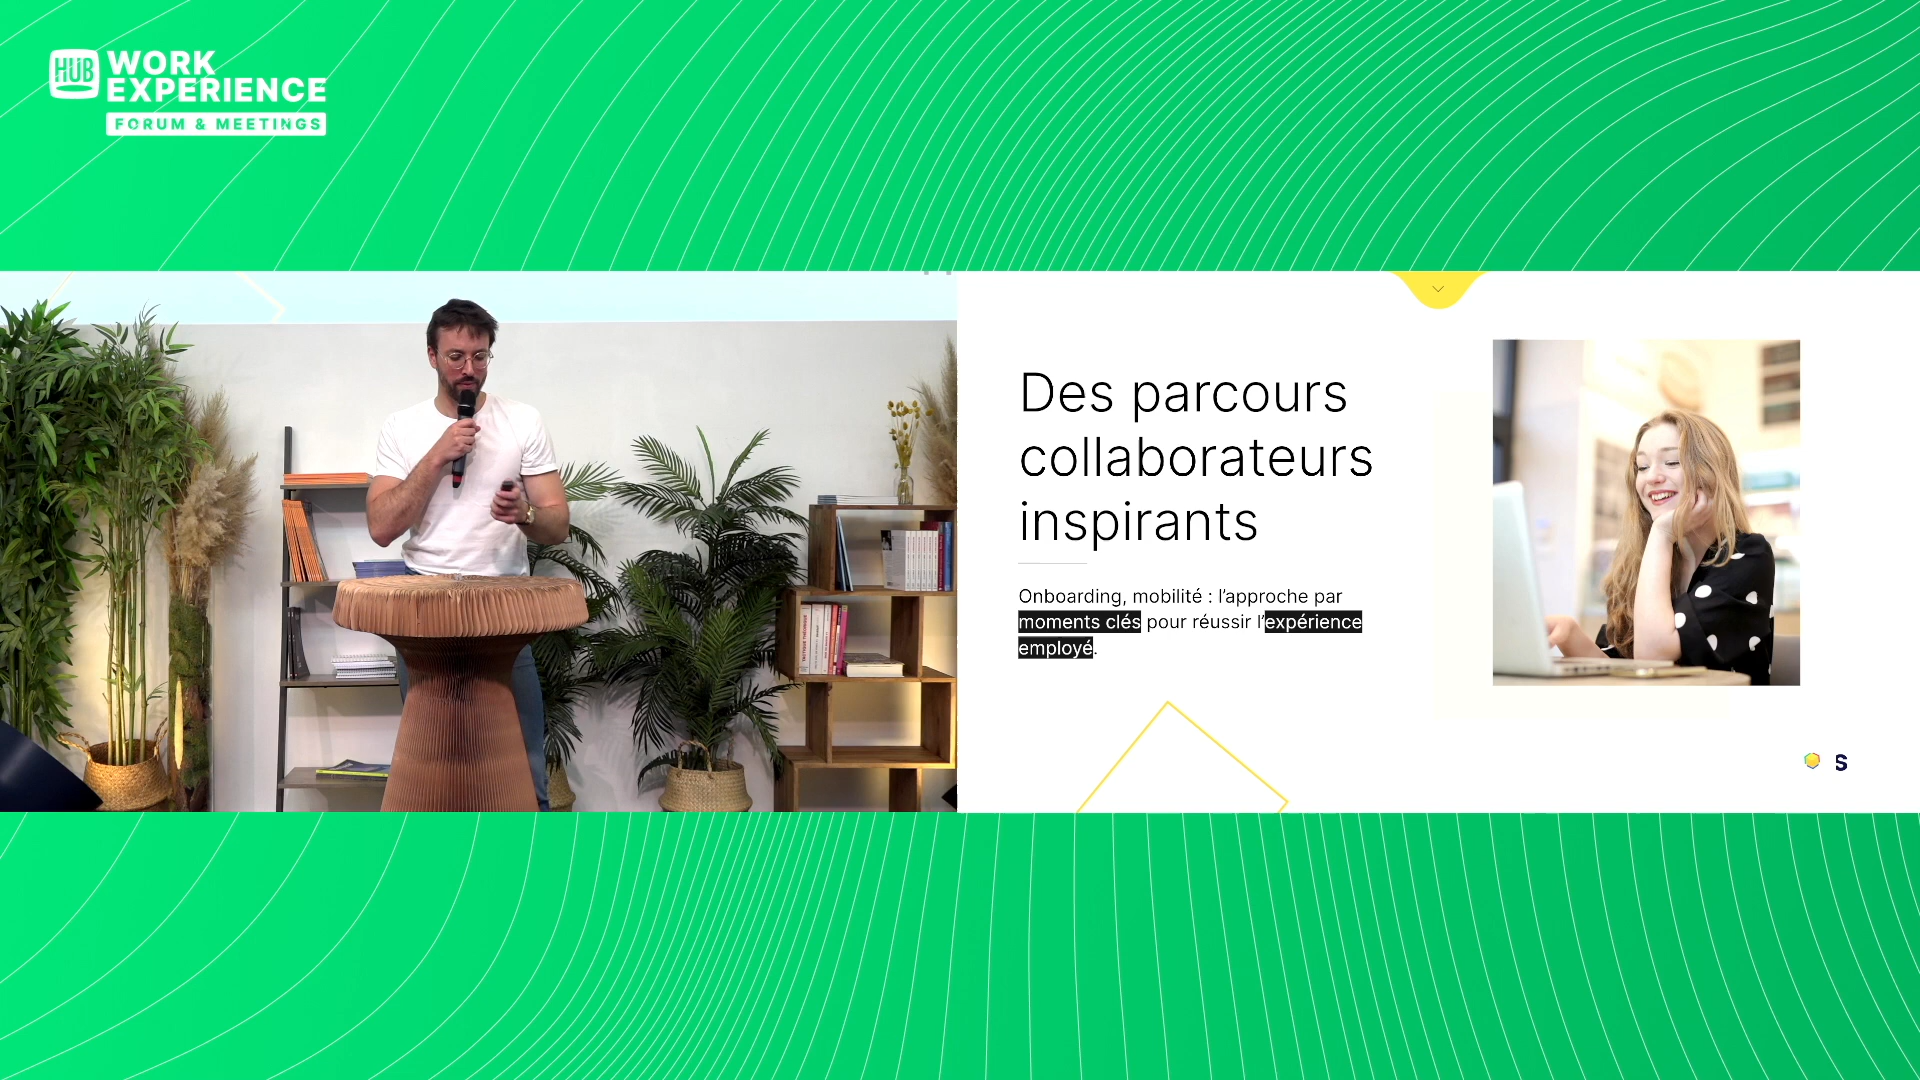 HUB
WORK
EXPERIENCE
FORUM & MEETINGS
Des parcours
collaborateurs
inspirants
Onboarding, mobilité : l'approche par
moments clés pour réussir l'expérience
employé.
S